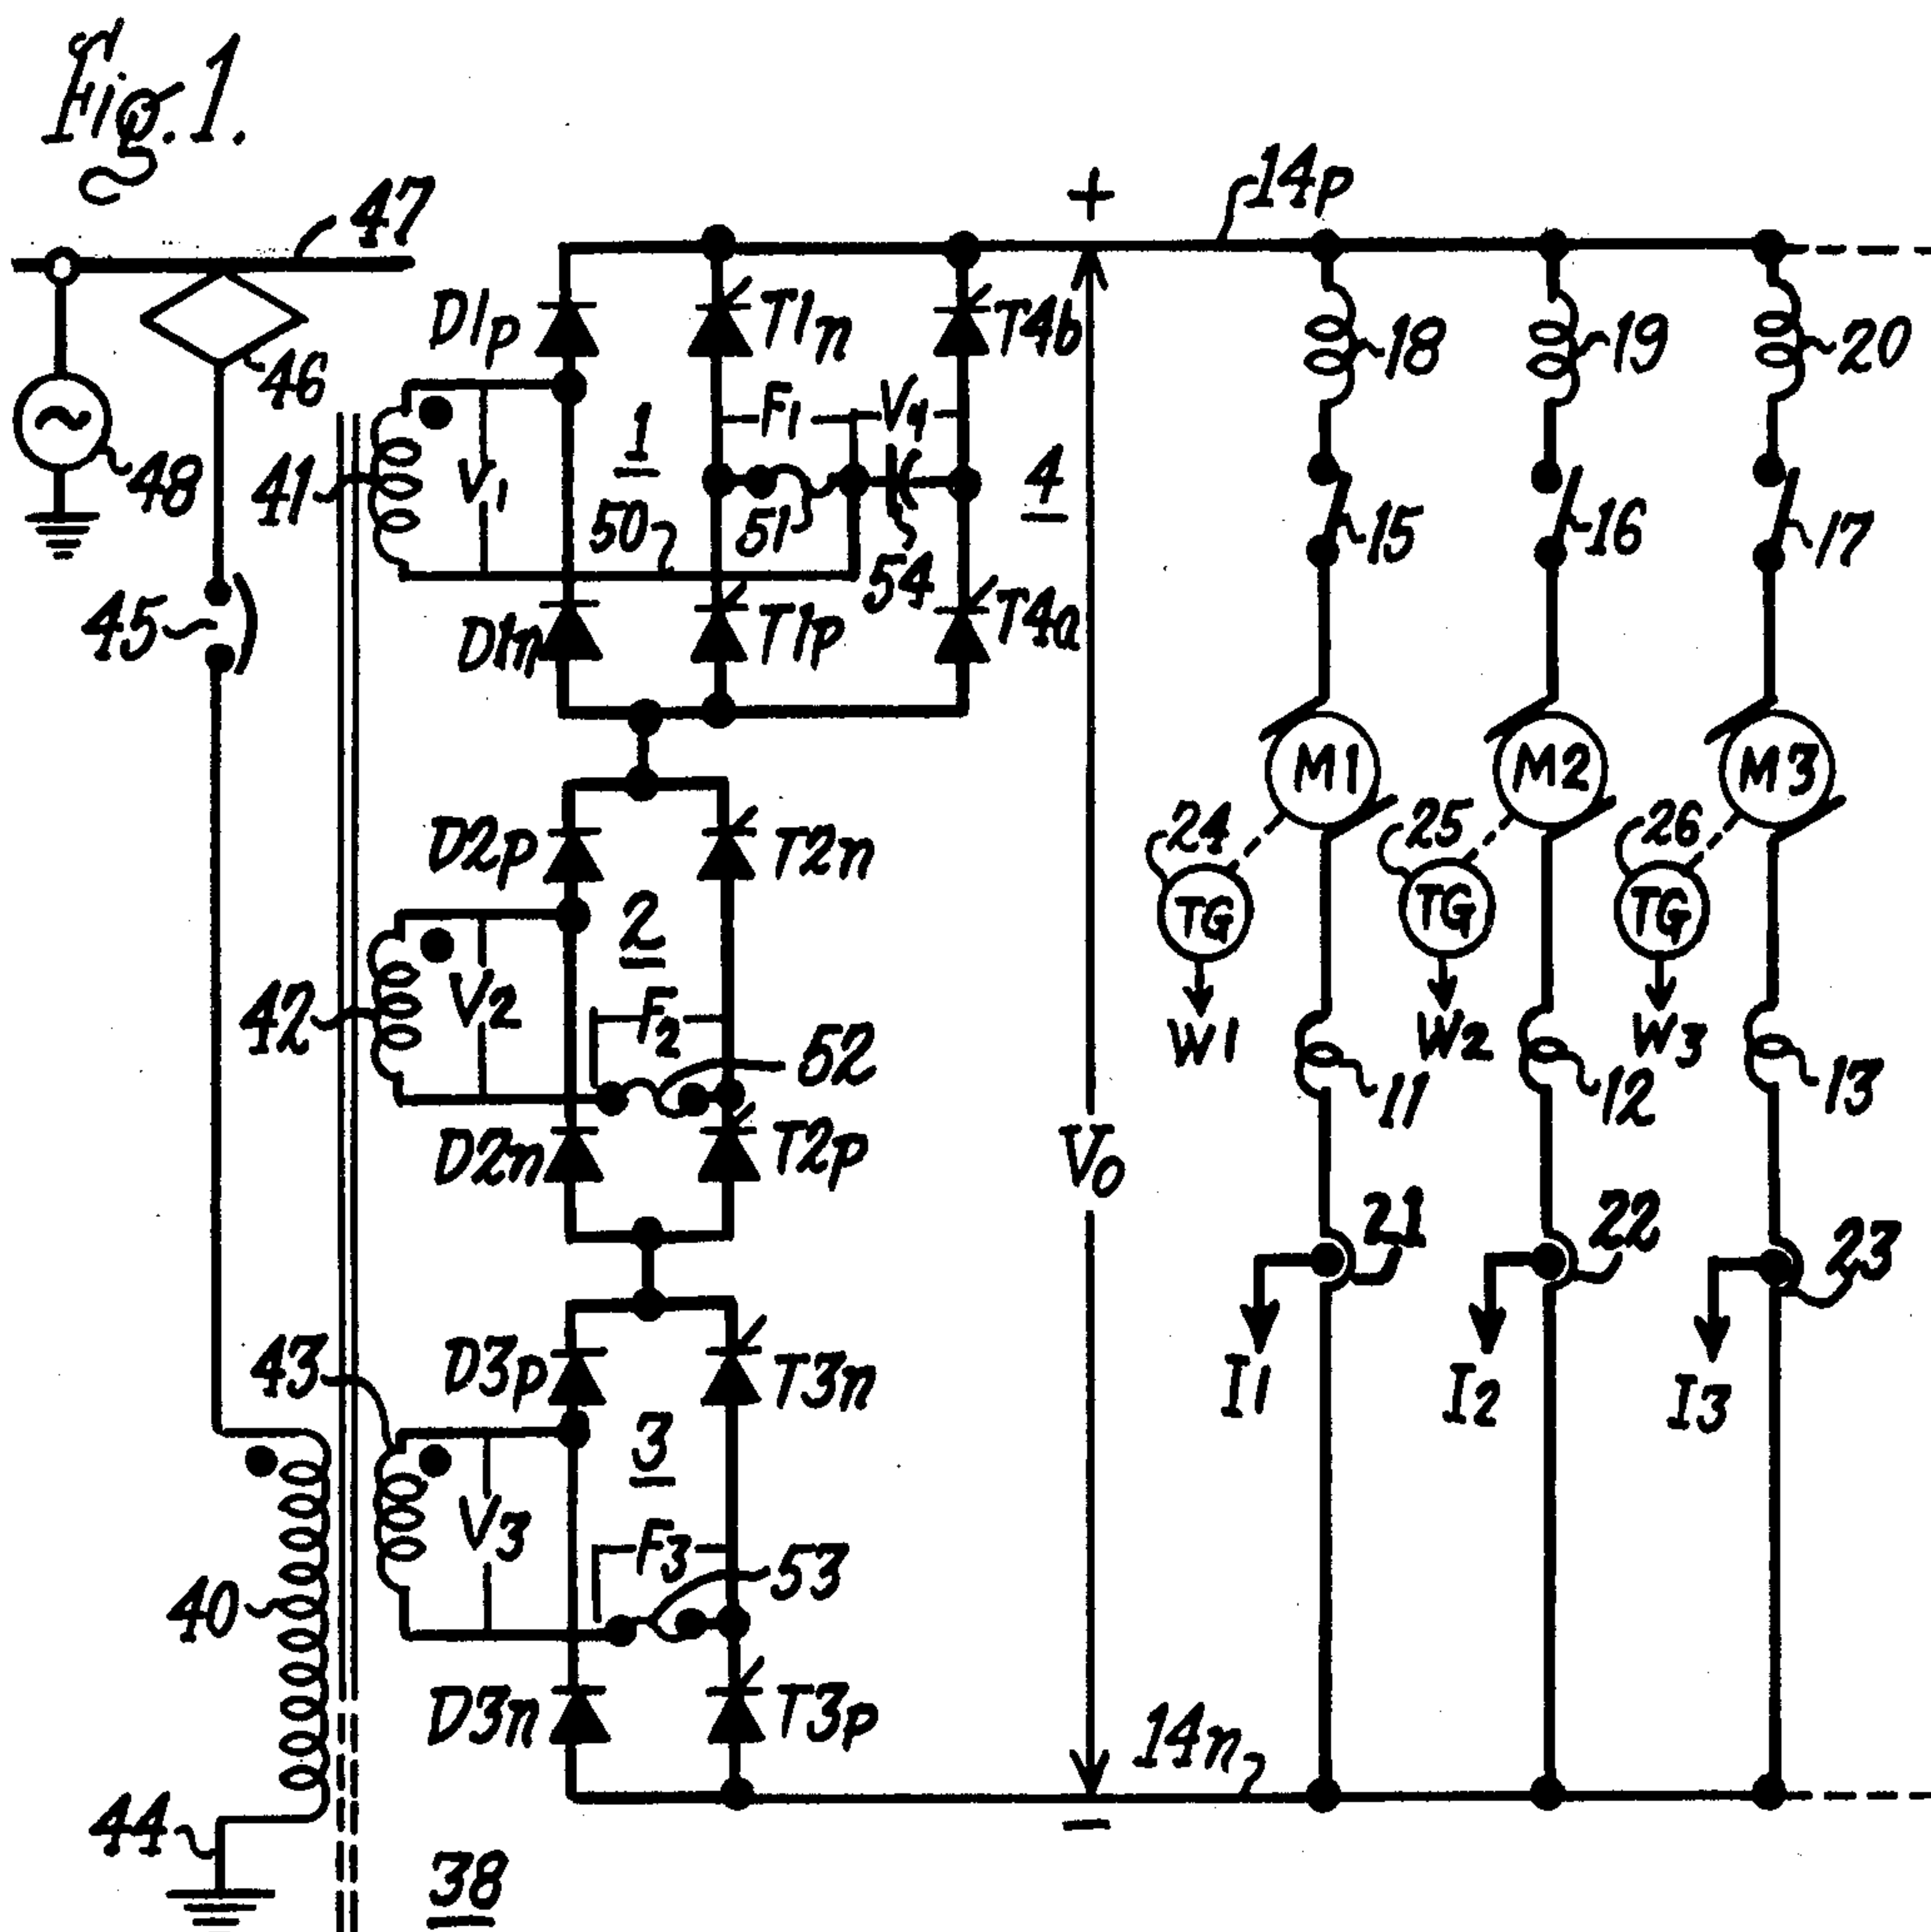 Fig. 1.
47
14p
+
D1p
T1n
T4b
18
19
20
46
F1
V4
1
48
41
V1
4
50
51
15
16
17
54
45
D1n
T1p
T4a
M1
M2
M3
24
25
26
D2p
T2n
TG
TG
TG
2
42
V2
F2
52
W1
W2
W3
11
12
13
D2n
T2p
Vo
21
22
23
43
D3p
T3n
I1
I2
I3
3
V3
F3
53
40
D3n
T3p
14n
44
−
38